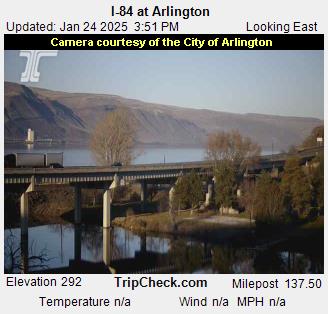 I-84 at Arlington
Updated: Jan 24 2025 3:51 PM Looking East
Camera courtesy of the City of Arlington
Elevation 292 TripCheck.com Milepost 137.50
Temperature n/a Wind n/a MPH n/a